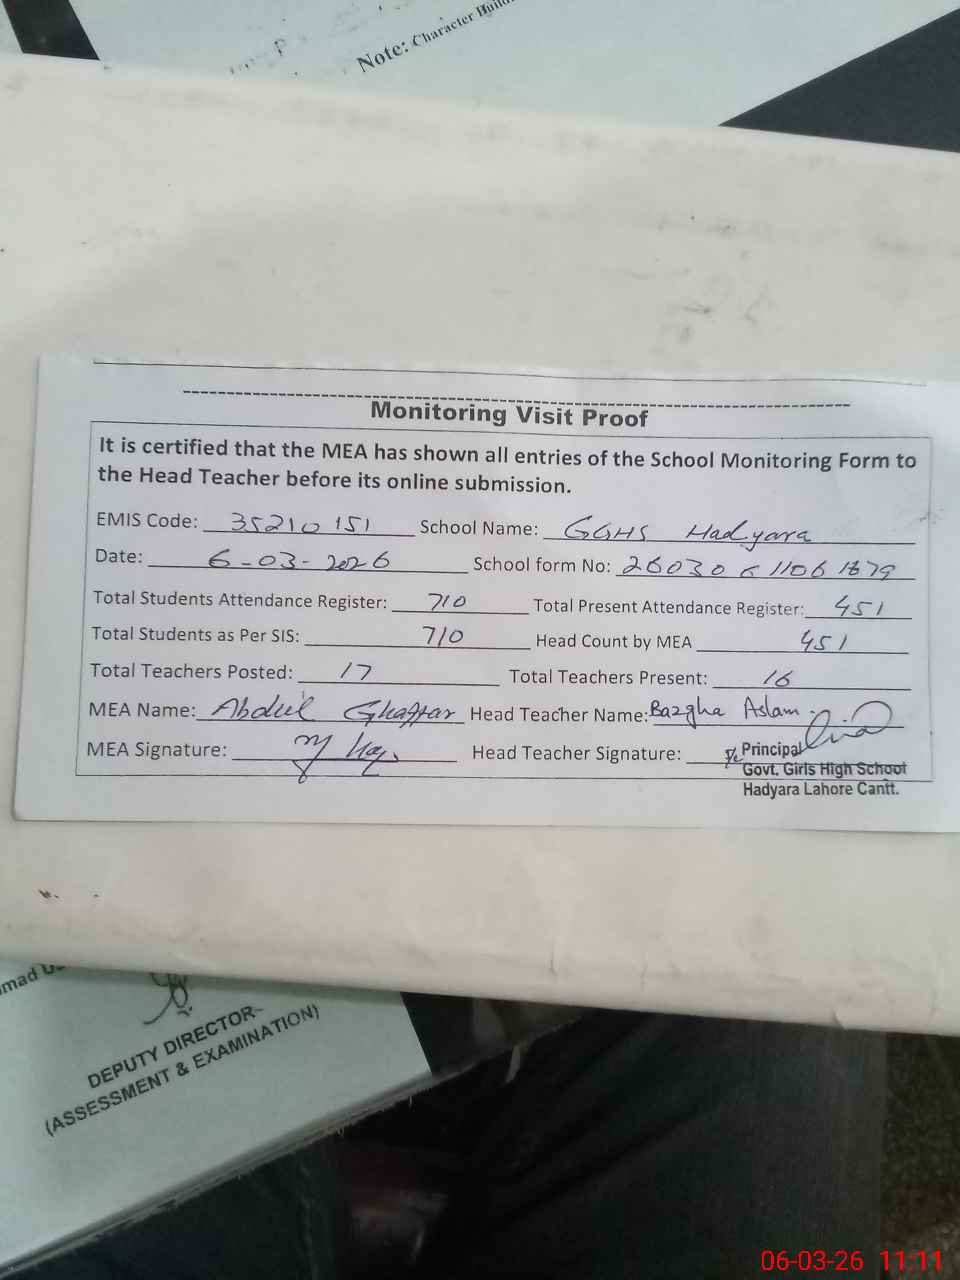 Note: Character Build
Monitoring Visit Proof
It is certified that the MEA has shown all entries of the School Monitoring Form to
the Head Teacher before its online submission.
EMIS Code: 35210151 School Name: GGHS Hadyara
Date: 6-03-2026 School form No: 26030611061879
Total Students Attendance Register: 710 Total Present Attendance Register: 451
Total Students as Per SIS: 710 Head Count by MEA 451
Total Teachers Posted: 17 Total Teachers Present: 16
MEA Name: Abdul Ghaffar Head Teacher Name: Bazgha Aslam
MEA Signature: Head Teacher Signature:
Principal
Govt. Girls High School
Hadyara Lahore Cantt.
mad
DEPUTY DIRECTOR
(ASSESSMENT & EXAMINATION)
06-03-26 11:11